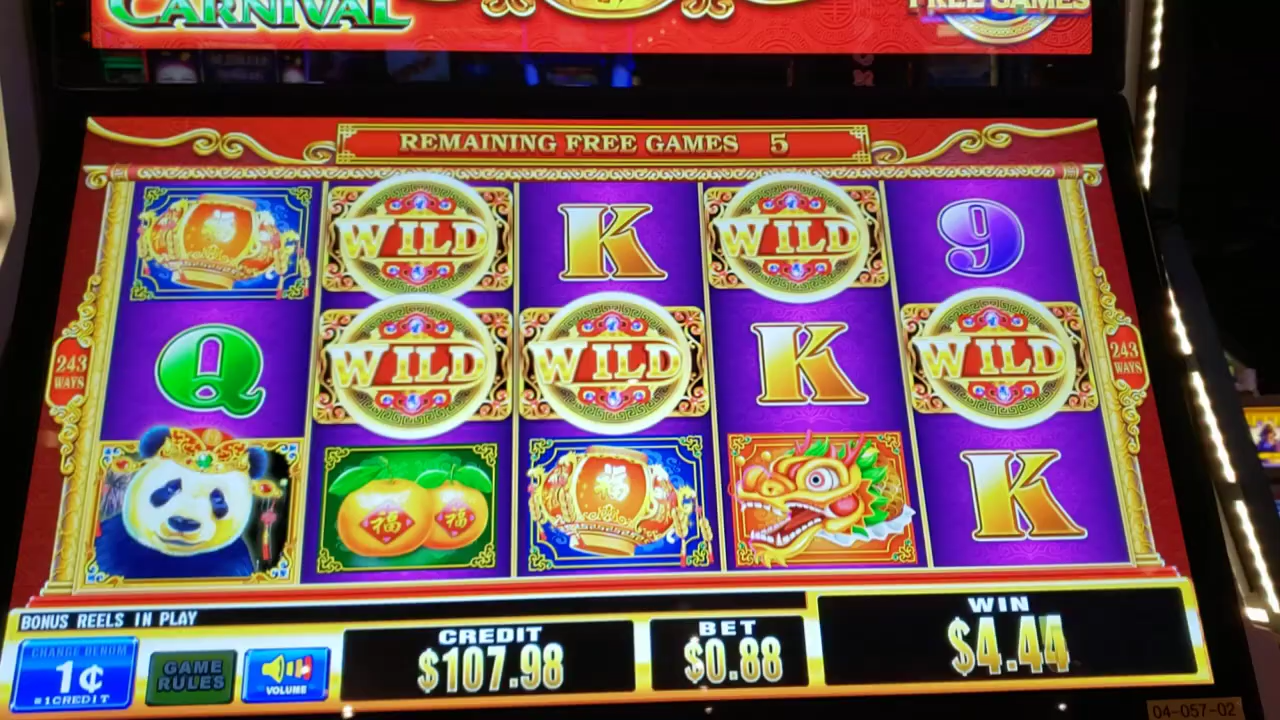 CARNIVAL
FREE GAMES
REMAINING FREE GAMES 5
WILD K WILD 9
243 WAYS
Q WILD WILD K WILD
243 WAYS
福 福 福 K
BONUS REELS IN PLAY
CHANGE DENOM
1¢
=1CREDIT
GAME RULES
VOLUME
CREDIT
$107.98
BET
$0.88
WIN
$4.44
04-057-02